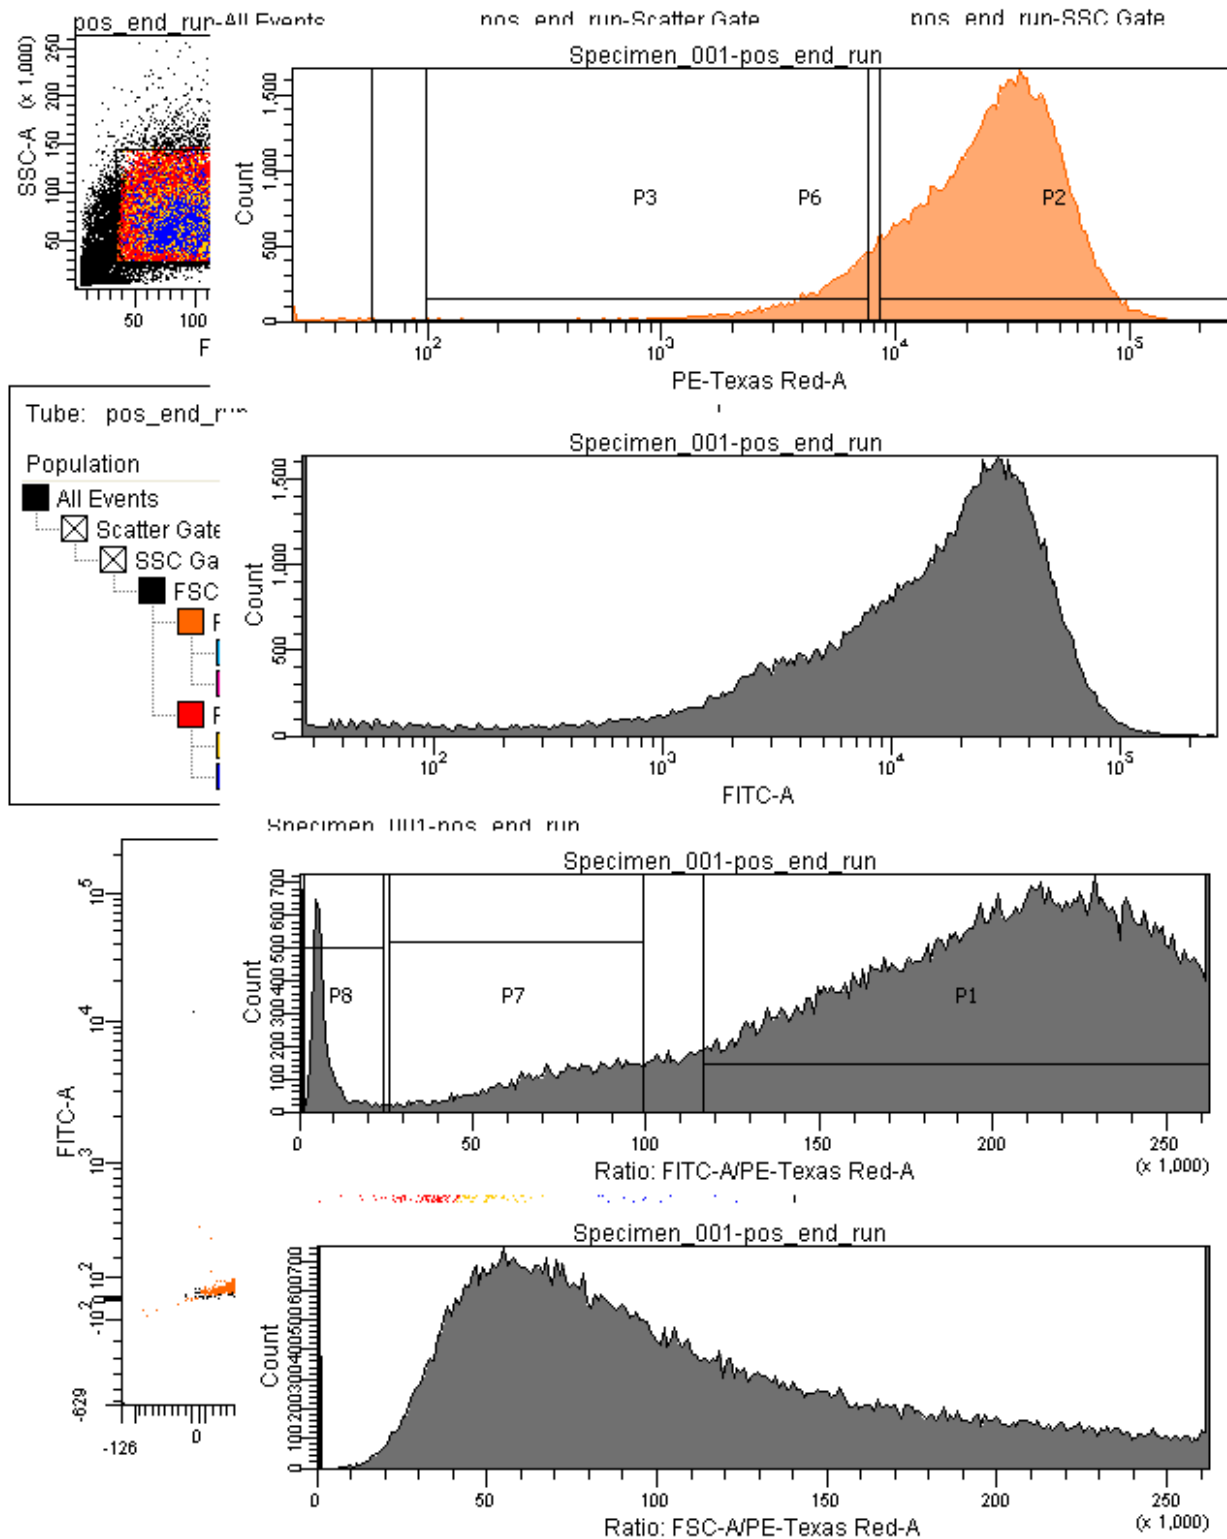 pos_end_run-All Events
pos_end_run-Scatter Gate
pos_end_run-SSC Gate
SSC-A (x 1,000)
50 100 150 200 250
50 100
F
Specimen_001-pos_end_run
Count
0 500 1,000 1,500
P3 P6 P2
10² 10³ 10⁴ 10⁵
PE-Texas Red-A
Tube: pos_end_run
Population
All Events
Scatter Gate
SSC Ga
FSC
P
P
Specimen_001-pos_end_run
Count
0 500 1,000 1,500
10² 10³ 10⁴ 10⁵
FITC-A
Specimen_001-pos_end_run
FITC-A
-629 -10² 0 10² 10³ 10⁴ 10⁵
-126 0
Specimen_001-pos_end_run
Count
0 100 200 300 400 500 600 700
P8 P7 P1
0 50 100 150 200 250
(x 1,000)
Ratio: FITC-A/PE-Texas Red-A
Specimen_001-pos_end_run
Count
0 100 200 300 400 500 600 700
0 50 100 150 200 250
(x 1,000)
Ratio: FSC-A/PE-Texas Red-A